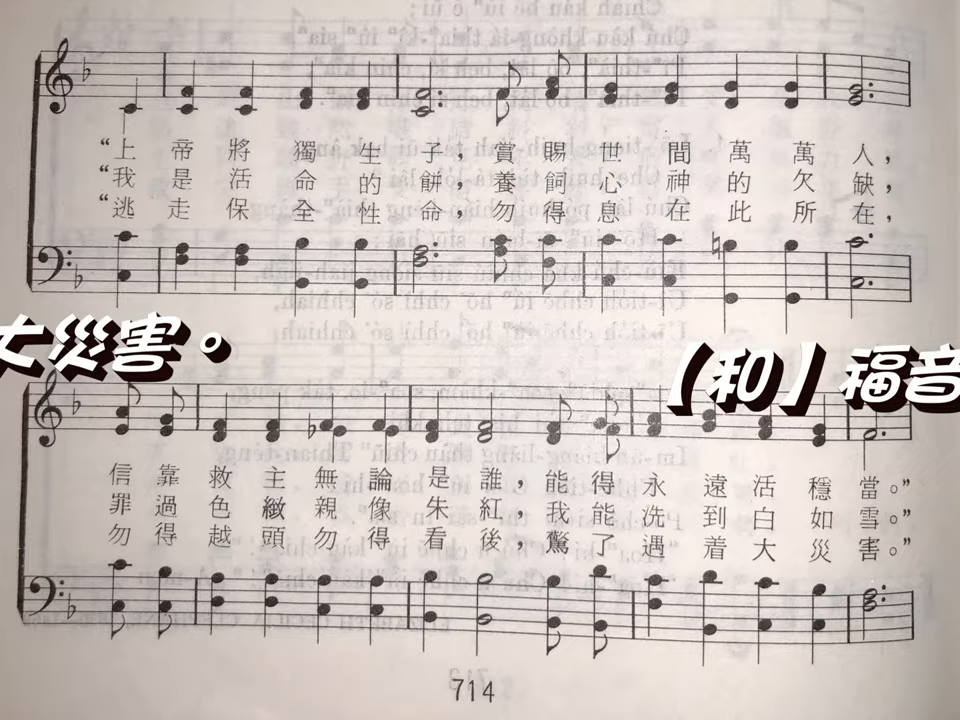 “上帝將獨生子，賞賜世間萬萬人，
“我是活命的餅，養飼心神的欠缺，
“逃走保全性命，勿得息在此所在，
大災害。
【和】福音
信靠救主無論是誰，能得永遠活穩當。”
罪過色緻親像朱紅，我能洗到白如雪。”
勿得越頭勿得看後，驚了遇着大災害。”
714